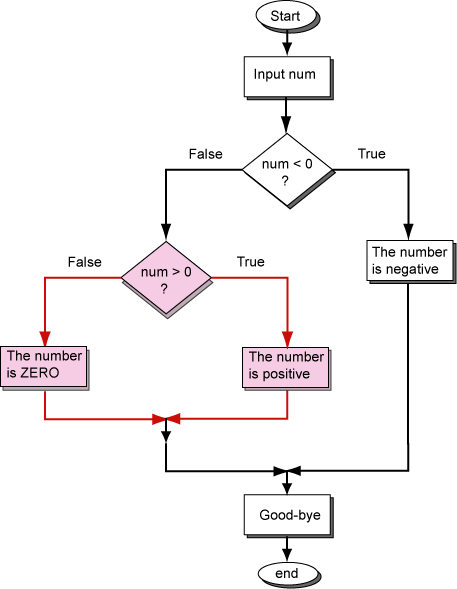 Start
Input num
False
True
num < 0
?
The number
is negative
False
True
num > 0
?
The number
is ZERO
The number
is positive
Good-bye
end